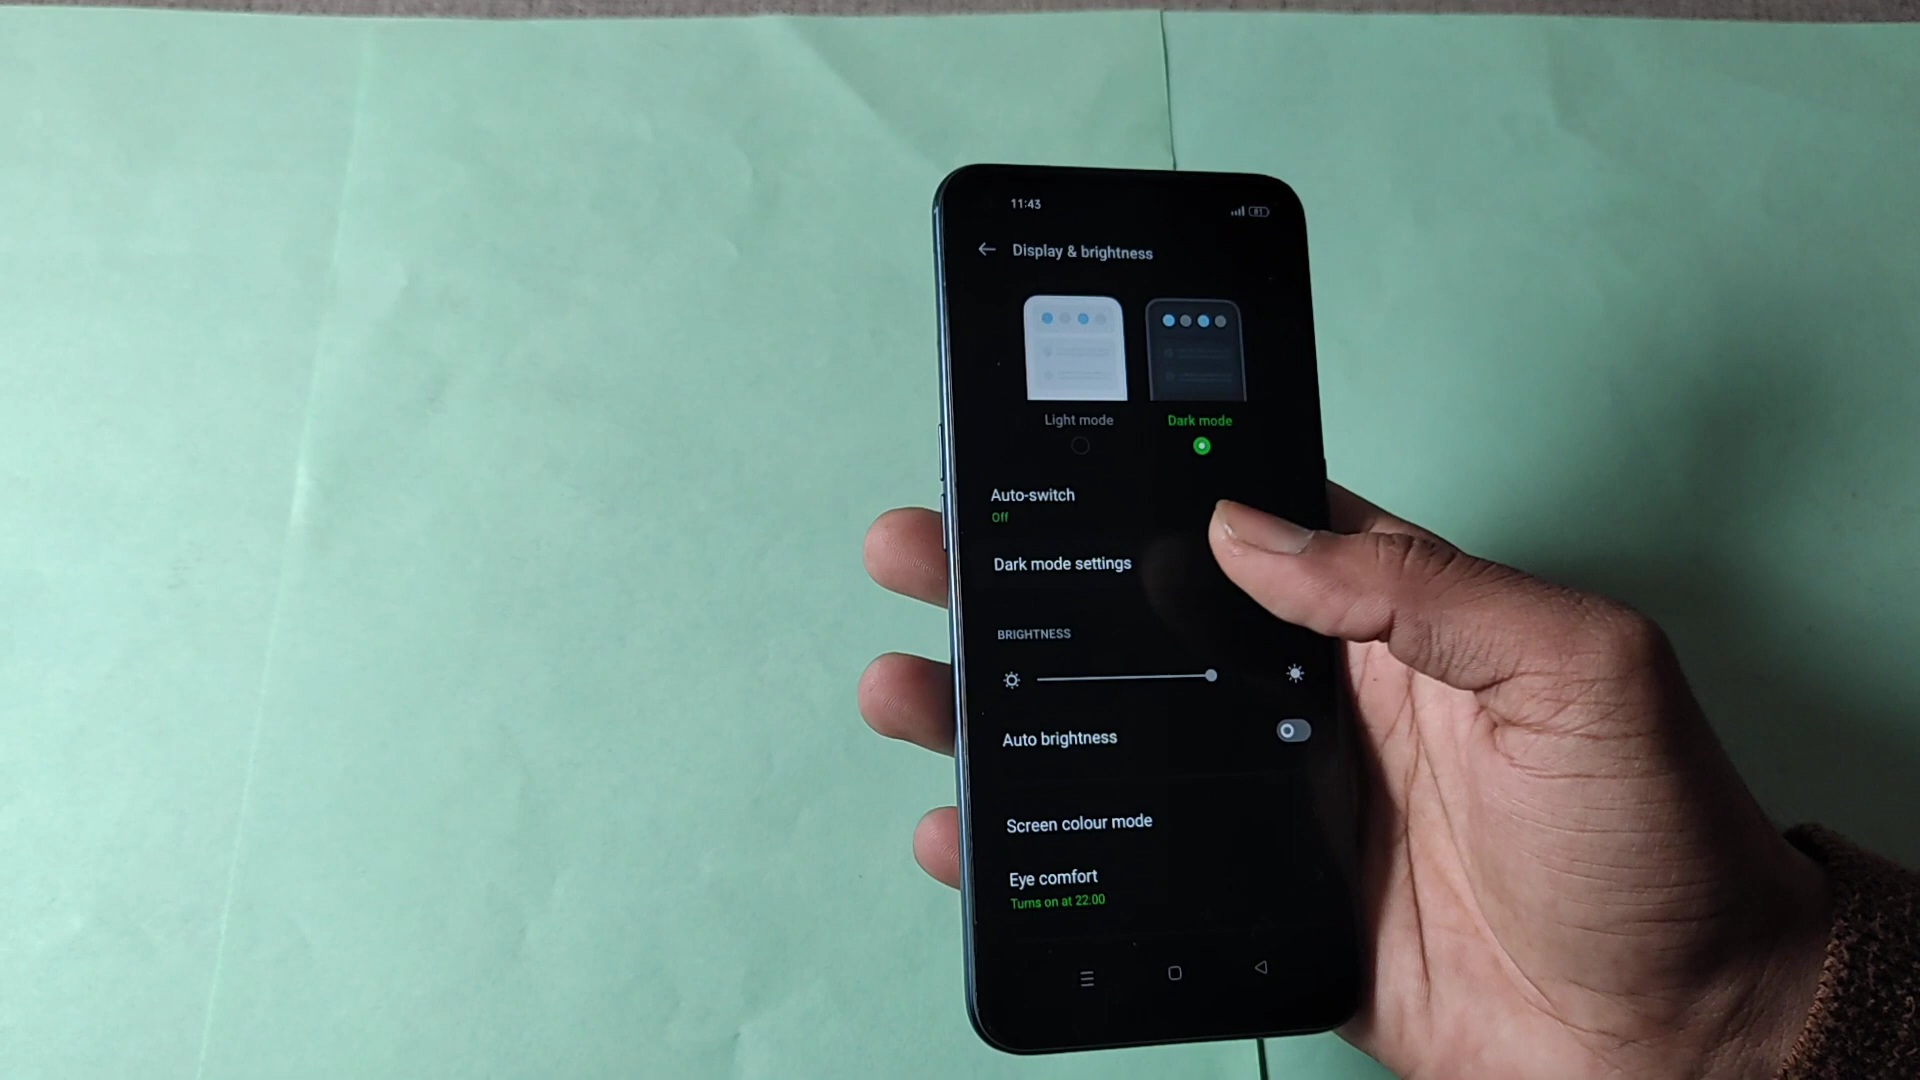 11:43
81
Display & brightness
Light mode
Dark mode
Auto-switch
Off
Dark mode settings
BRIGHTNESS
Auto brightness
Screen colour mode
Eye comfort
Turns on at 22:00